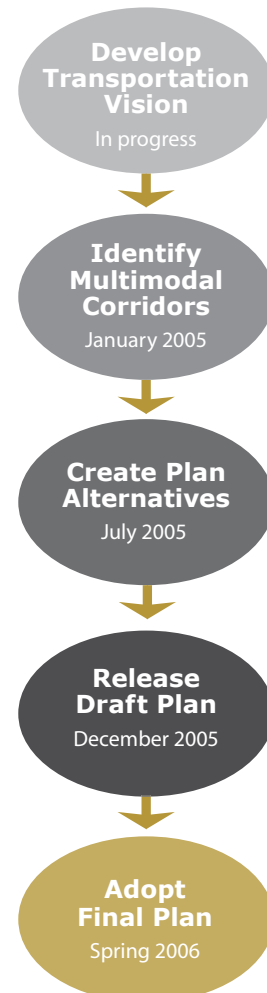 Develop
Transportation
Vision
In progress
Identify
Multimodal
Corridors
January 2005
Create Plan
Alternatives
July 2005
Release
Draft Plan
December 2005
Adopt
Final Plan
Spring 2006